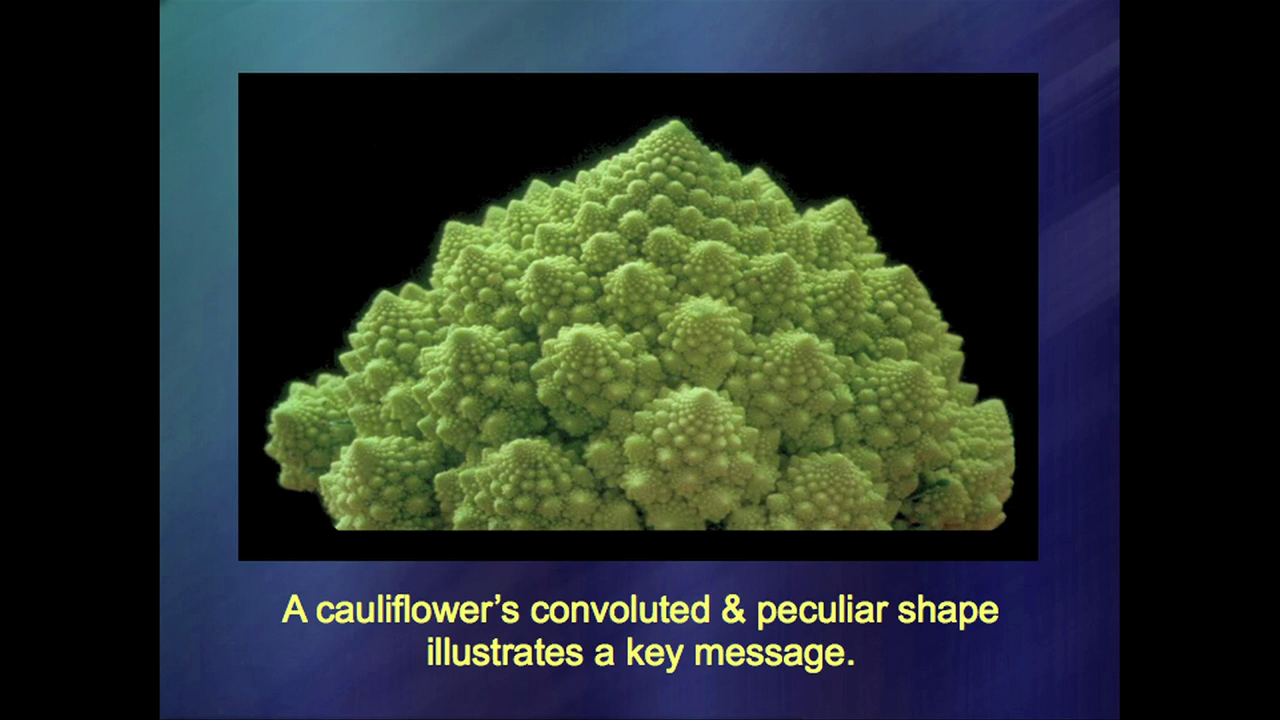 A cauliflower’s convoluted & peculiar shape
illustrates a key message.